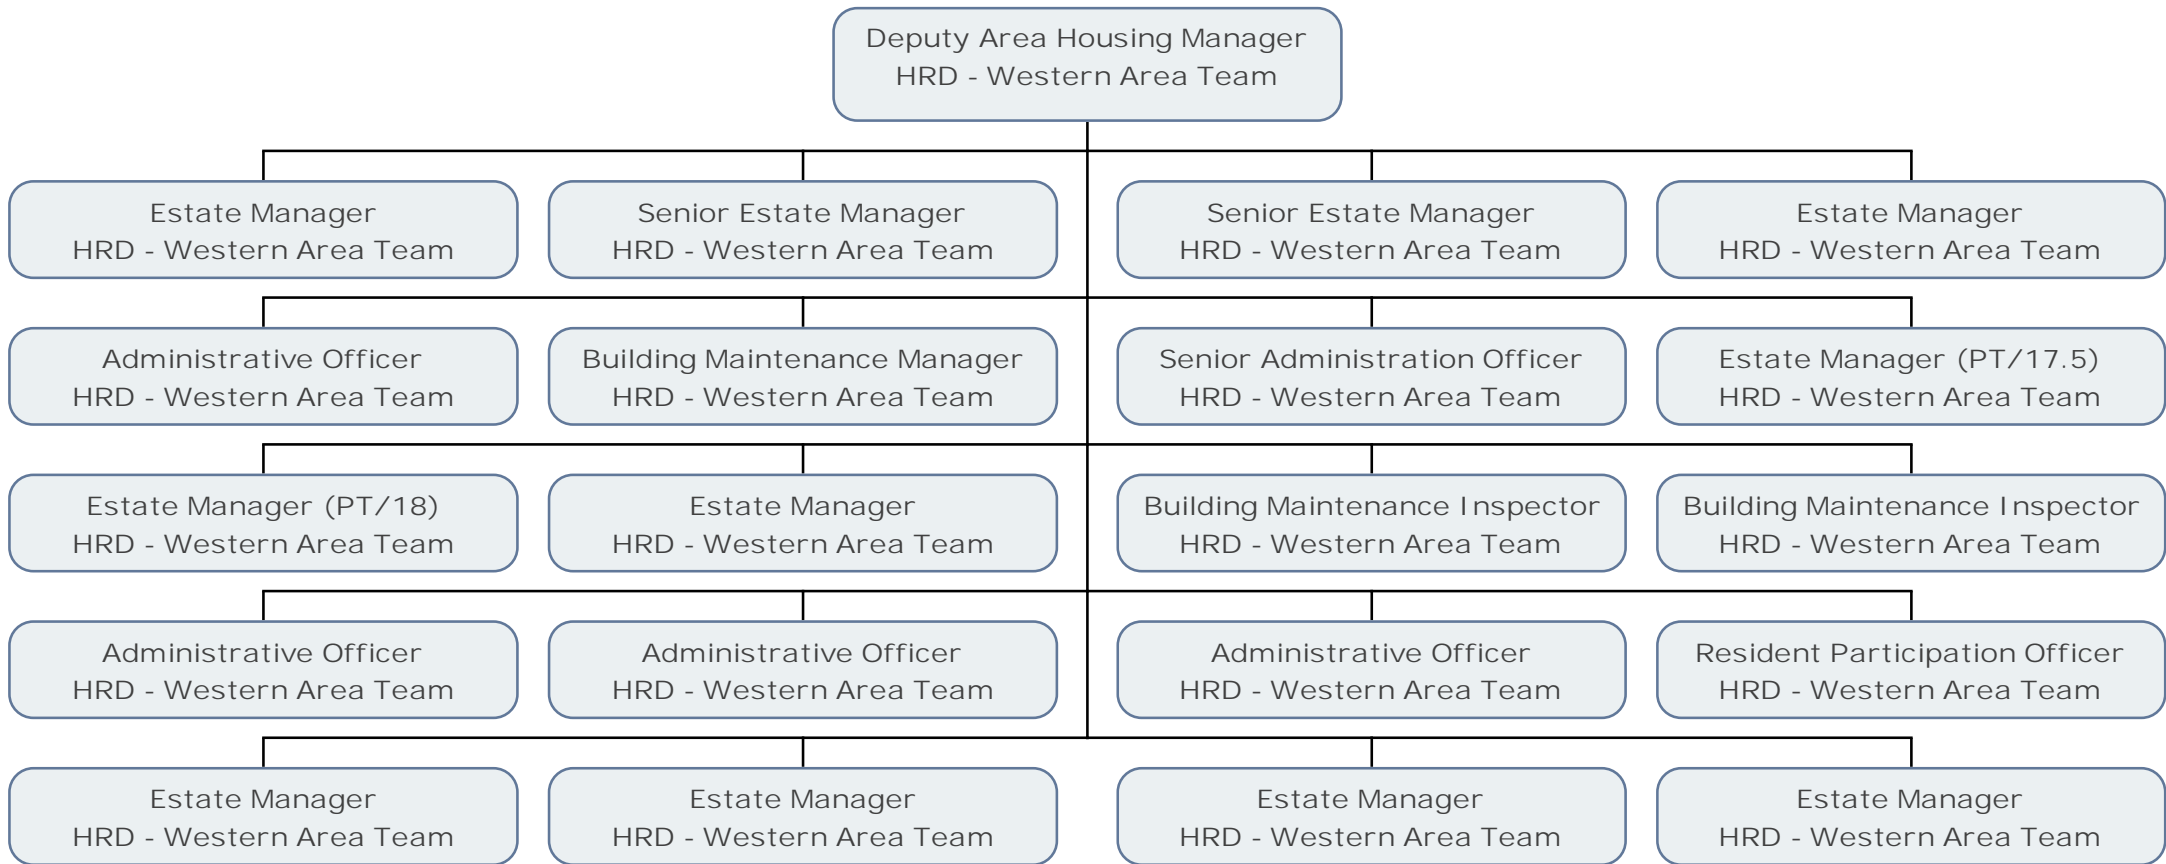 Deputy Area Housing Manager
HRD - Western Area Team
Estate Manager
HRD - Western Area Team
Senior Estate Manager
HRD - Western Area Team
Senior Estate Manager
HRD - Western Area Team
Estate Manager
HRD - Western Area Team
Administrative Officer
HRD - Western Area Team
Building Maintenance Manager
HRD - Western Area Team
Senior Administration Officer
HRD - Western Area Team
Estate Manager (PT/17.5)
HRD - Western Area Team
Estate Manager (PT/18)
HRD - Western Area Team
Estate Manager
HRD - Western Area Team
Building Maintenance Inspector
HRD - Western Area Team
Building Maintenance Inspector
HRD - Western Area Team
Administrative Officer
HRD - Western Area Team
Administrative Officer
HRD - Western Area Team
Administrative Officer
HRD - Western Area Team
Resident Participation Officer
HRD - Western Area Team
Estate Manager
HRD - Western Area Team
Estate Manager
HRD - Western Area Team
Estate Manager
HRD - Western Area Team
Estate Manager
HRD - Western Area Team